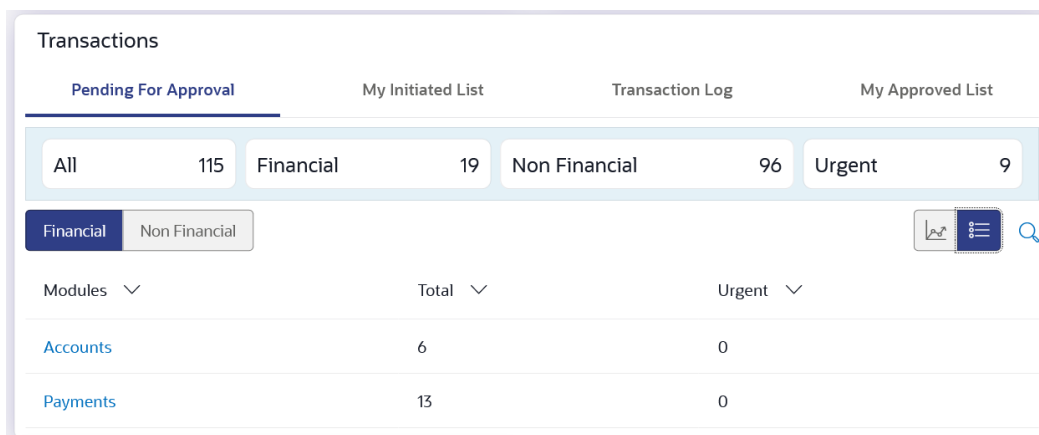 Transactions
Pending For Approval My Initiated List Transaction Log My Approved List
All 115 Financial 19 Non Financial 96 Urgent 9
Financial Non Financial
Modules Total Urgent
Accounts 6 0
Payments 13 0